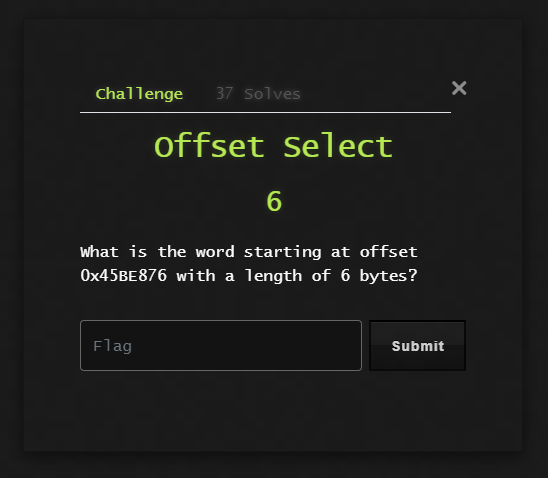 Challenge 37 Solves ×
Offset Select
6
What is the word starting at offset
0x45BE876 with a length of 6 bytes?
Flag Submit